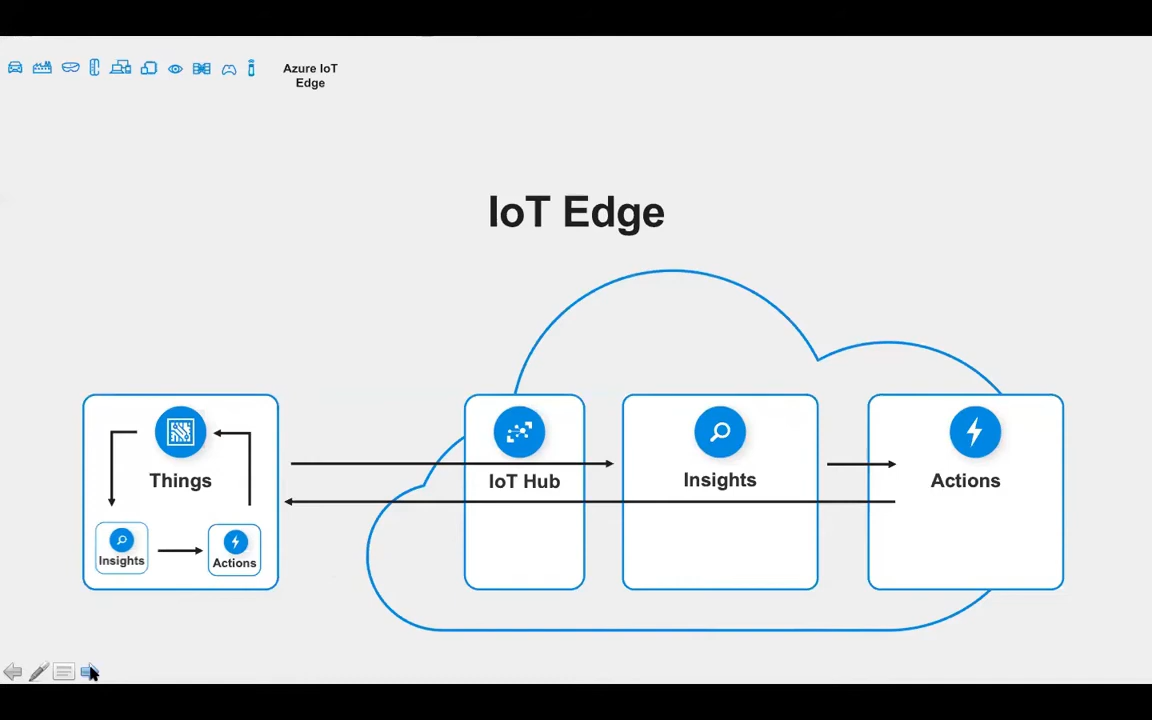 Azure IoT
Edge
IoT Edge
Things
IoT Hub
Insights
Actions
Insights
Actions